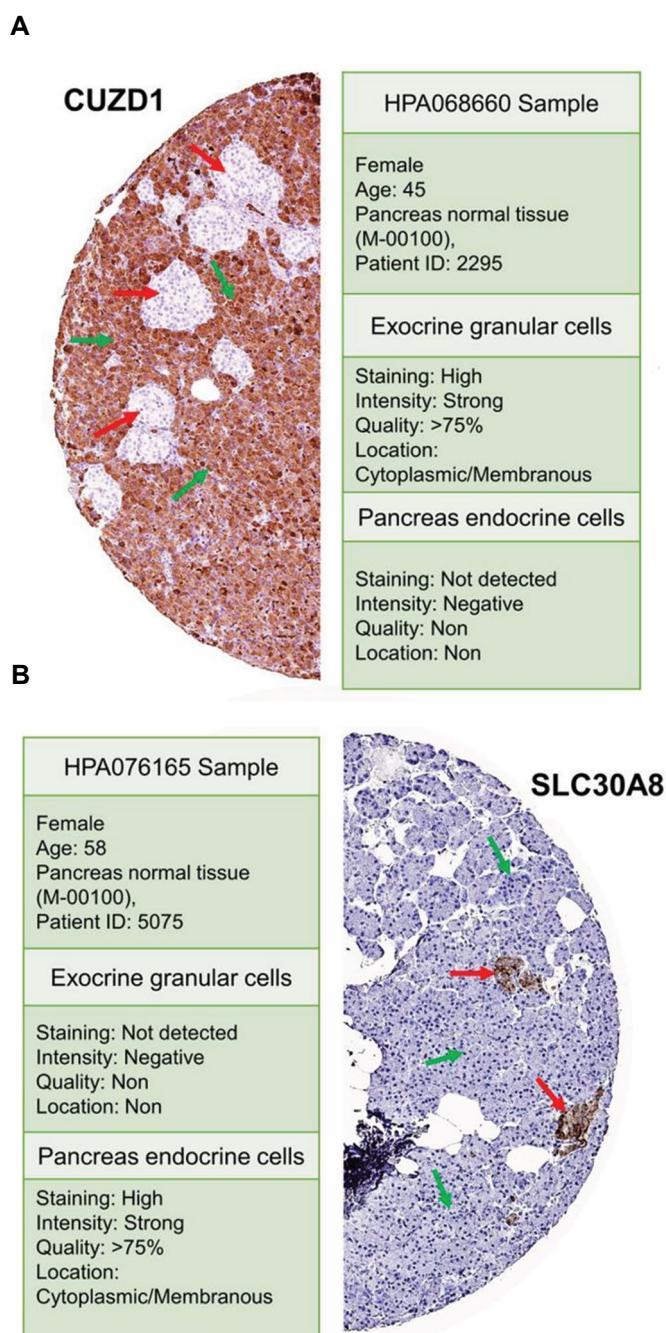 A
CUZD1
HPA068660 Sample
Female
Age: 45
Pancreas normal tissue
(M-00100),
Patient ID: 2295
Exocrine granular cells
Staining: High
Intensity: Strong
Quality: >75%
Location:
Cytoplasmic/Membranous
Pancreas endocrine cells
Staining: Not detected
Intensity: Negative
Quality: Non
Location: Non
B
HPA076165 Sample
Female
Age: 58
Pancreas normal tissue
(M-00100),
Patient ID: 5075
Exocrine granular cells
Staining: Not detected
Intensity: Negative
Quality: Non
Location: Non
Pancreas endocrine cells
Staining: High
Intensity: Strong
Quality: >75%
Location:
Cytoplasmic/Membranous
SLC30A8